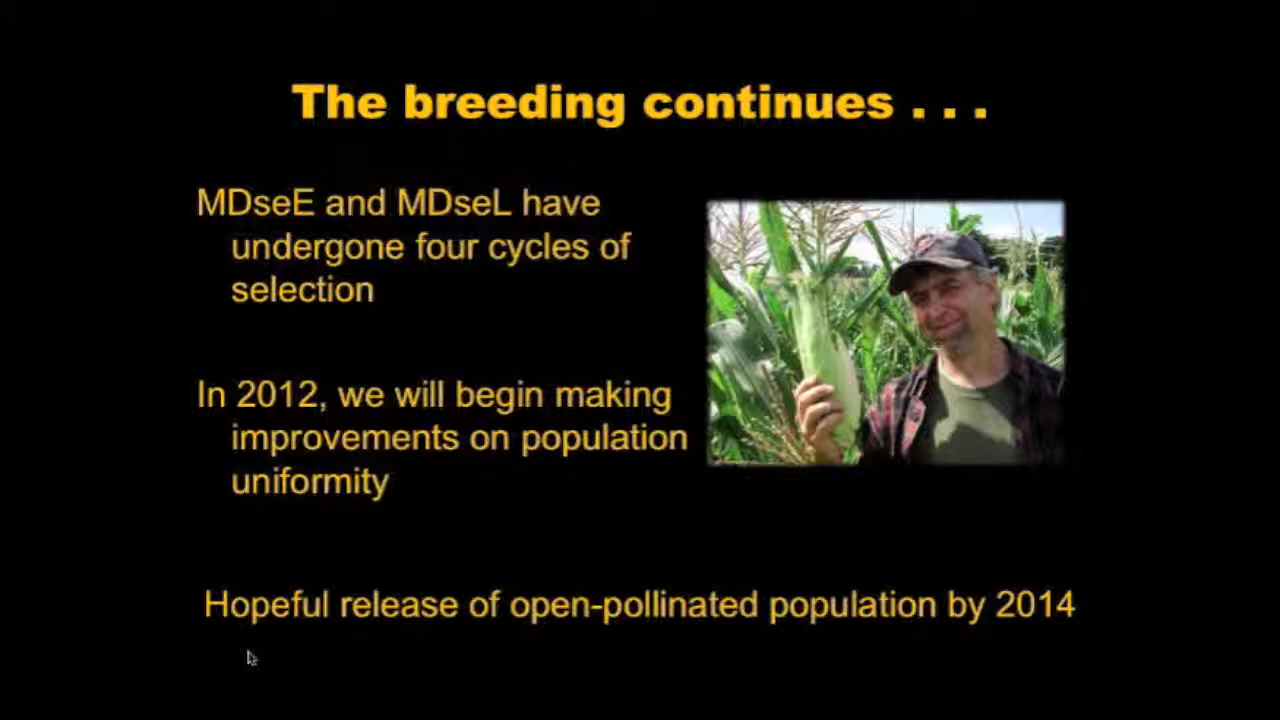 The breeding continues . . .
MDseE and MDseL have
undergone four cycles of
selection
In 2012, we will begin making
improvements on population
uniformity
Hopeful release of open-pollinated population by 2014